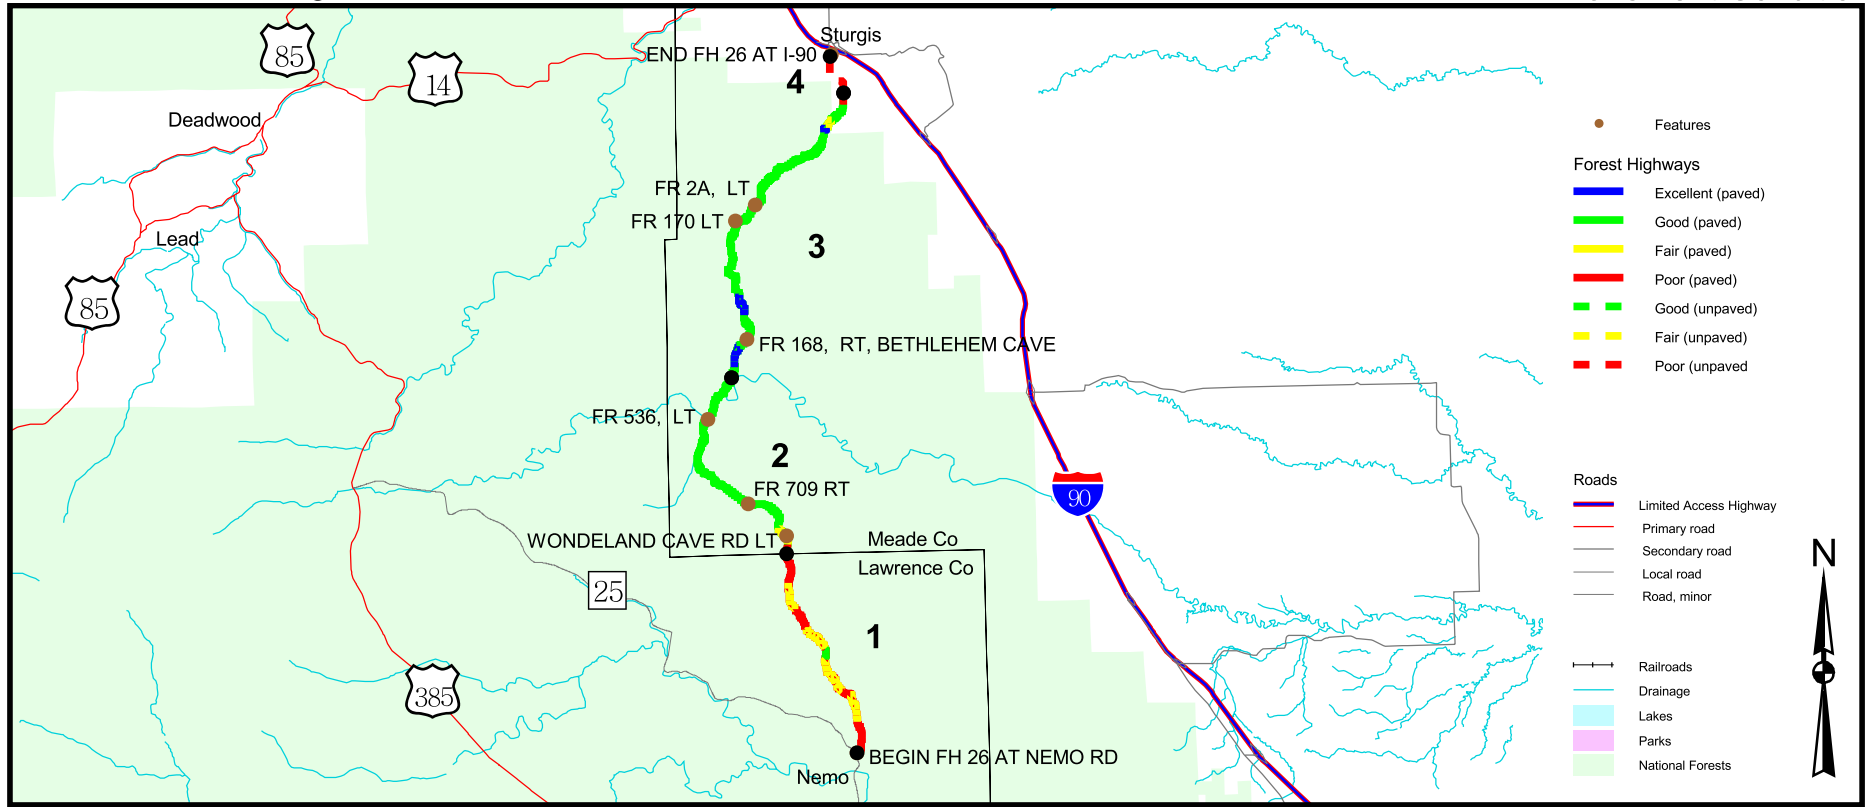 Sturgis
END FH 26 AT I-90
85
14
4
Deadwood
FR 2A, LT
FR 170 LT
3
Lead
85
FR 168, RT, BETHLEHEM CAVE
FR 536, LT
2
FR 709 RT
90
WONDELAND CAVE RD LT
Meade Co
Lawrence Co
25
1
385
BEGIN FH 26 AT NEMO RD
Nemo
Features
Forest Highways
Excellent (paved)
Good (paved)
Fair (paved)
Poor (paved)
Good (unpaved)
Fair (unpaved)
Poor (unpaved
Roads
Limited Access Highway
Primary road
Secondary road
Local road
Road, minor
Railroads
Drainage
Lakes
Parks
National Forests
N